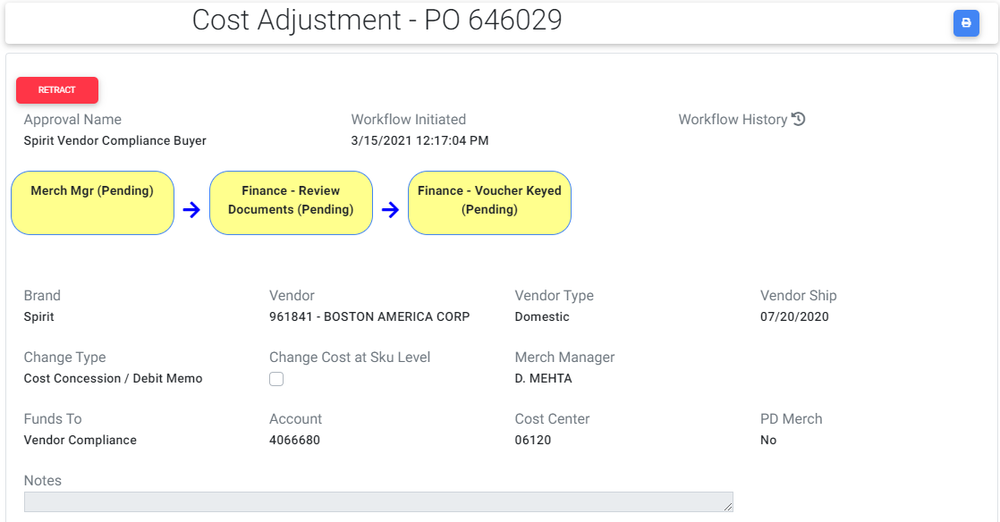 Cost Adjustment - PO 646029
RETRACT
Approval Name
Workflow Initiated
Workflow History
Spirit Vendor Compliance Buyer
3/15/2021 12:17:04 PM
Merch Mgr (Pending)
Finance - Review
Documents (Pending)
Finance - Voucher Keyed
(Pending)
Brand
Vendor
Vendor Type
Vendor Ship
Spirit
961841 - BOSTON AMERICA CORP
Domestic
07/20/2020
Change Type
Change Cost at Sku Level
Merch Manager
Cost Concession / Debit Memo
D. MEHTA
Funds To
Account
Cost Center
PD Merch
Vendor Compliance
4066680
06120
No
Notes